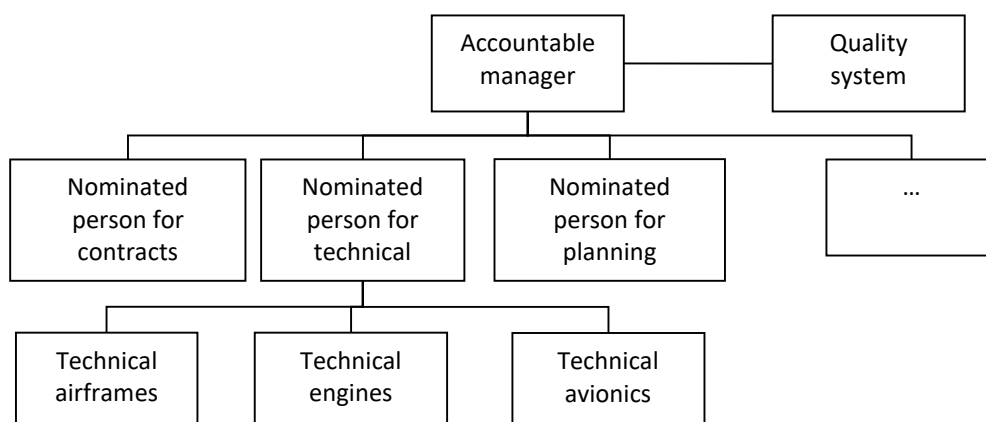 Accountable
manager
Quality
system
Nominated
person for
contracts
Nominated
person for
technical
Nominated
person for
planning
...
Technical
airframes
Technical
engines
Technical
avionics